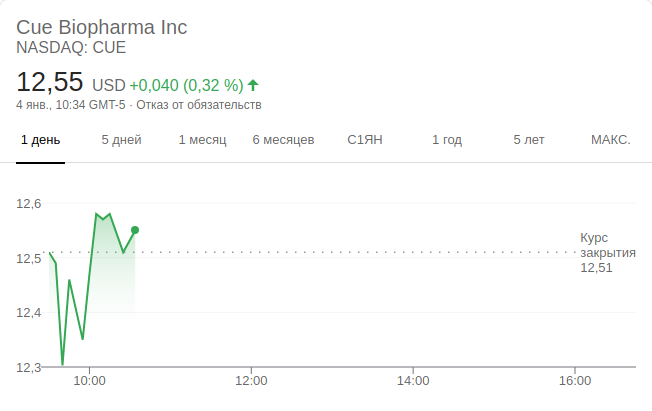 Cue Biopharma Inc
NASDAQ: CUE
12,55 USD +0,040 (0,32 %)
4 янв., 10:34 GMT-5 · Отказ от обязательств
1 день 5 дней 1 месяц 6 месяцев С1ЯН 1 год 5 лет МАКС.
12,6
12,5
12,4
12,3
Курс
закрытия
12,51
10:00 12:00 14:00 16:00